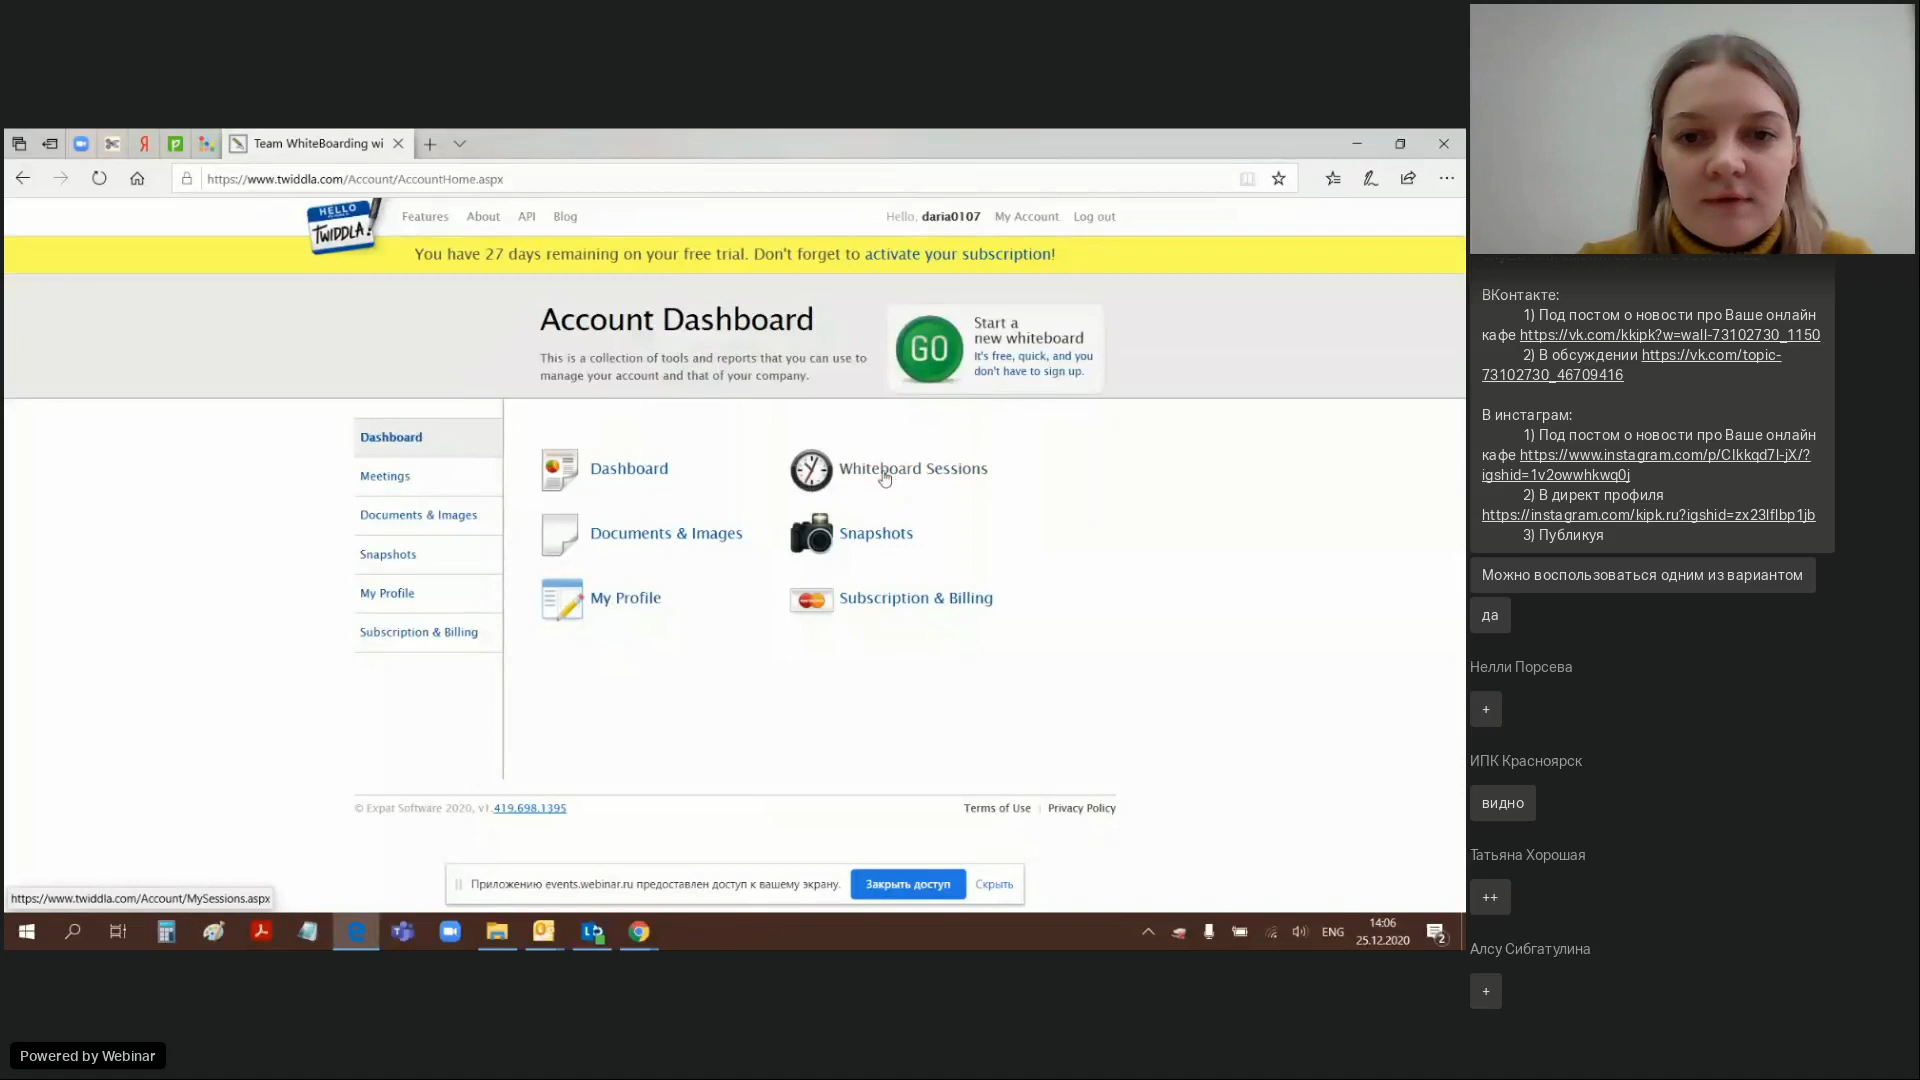 Team WhiteBoarding wi
https://www.twiddla.com/Account/AccountHome.aspx
HELLO
TWIDDLA!
Features About API Blog
Hello, daria0107 My Account Log out
You have 27 days remaining on your free trial. Don't forget to activate your subscription!
Account Dashboard
This is a collection of tools and reports that you can use to
manage your account and that of your company.
GO
Start a
new whiteboard
It's free, quick, and you
don't have to sign up.
Dashboard
Meetings
Documents & Images
Snapshots
My Profile
Subscription & Billing
Dashboard
Whiteboard Sessions
Documents & Images
Snapshots
My Profile
Subscription & Billing
© Expat Software 2020, v1.419.698.1395
Terms of Use | Privacy Policy
Приложению events.webinar.ru предоставлен доступ к вашему экрану. Закрыть доступ Скрыть
https://www.twiddla.com/Account/MySessions.aspx
ENG
14:06
25.12.2020
2
ВКонтакте:
1) Под постом о новости про Ваше онлайн
кафе https://vk.com/kkipk?w=wall-73102730_1150
2) В обсуждении https://vk.com/topic-
73102730_46709416
В инстаграм:
1) Под постом о новости про Ваше онлайн
кафе https://www.instagram.com/p/CIkkqd7l-jX/?
igshid=1v2owwhkwq0j
2) В директ профиля
https://instagram.com/kipk.ru?igshid=zx23lflbp1jb
3) Публикуя
Можно воспользоваться одним из вариантом
да
Нелли Порсева
+
ИПК Красноярск
видно
Татьяна Хорошая
++
Алсу Сибгатулина
+
Powered by Webinar